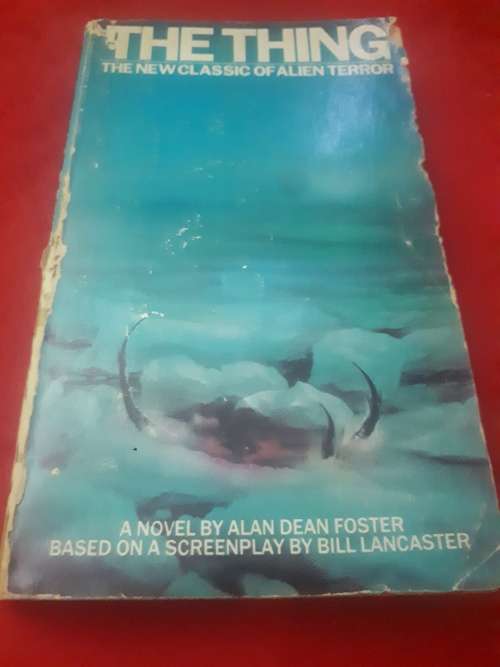 THE THING
THE NEW CLASSIC OF ALIEN TERROR
A NOVEL BY ALAN DEAN FOSTER
BASED ON A SCREENPLAY BY BILL LANCASTER